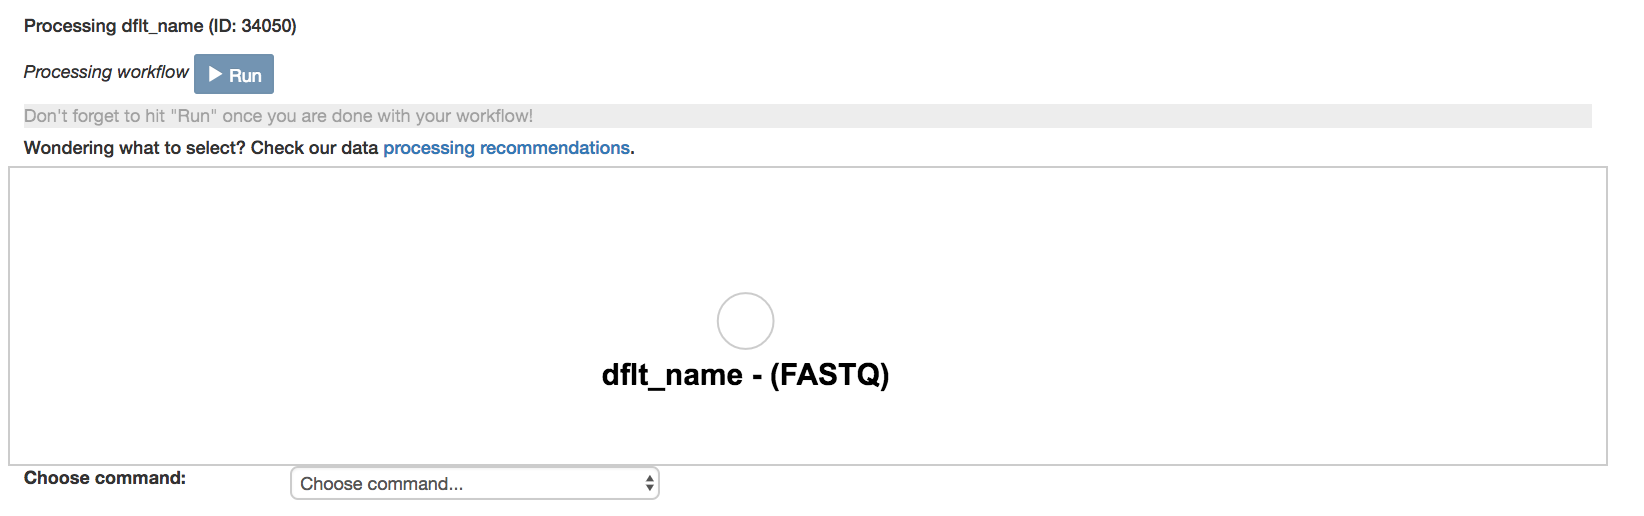 Processing dflt_name (ID: 34050)
Processing workflow Run
Don't forget to hit "Run" once you are done with your workflow!
Wondering what to select? Check our data processing recommendations.
dflt_name - (FASTQ)
Choose command: Choose command...